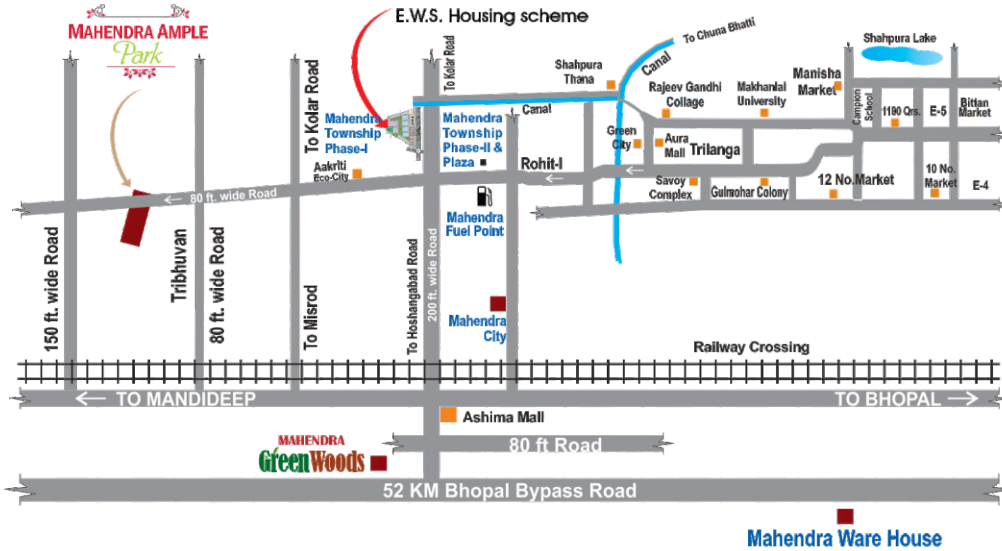 MAHENDRA AMPLE
Park
E.W.S. Housing scheme
To Kolar Road
To Kolar Road
To Chuna Bhatti
Canal
Canal
Shahpura
Thana
Rajeev Gandhi
Collage
Makhanlal
University
Manisha
Market
Shahpura Lake
Campion
School
1100 Qrs.
E-5
Bittan
Market
Mahendra
Township
Phase-I
Mahendra
Township
Phase-II &
Plaza
Green
City
Aura
Mall
Trilanga
Rohit-I
Aakriti
Eco-City
80 ft. wide Road
Savoy
Complex
Gulmohar Colony
12 No.Market
10 No.
Market
E-4
Mahendra
Fuel Point
150 ft. wide Road
Tribhuvan
80 ft. wide Road
To Misrod
To Hoshangabad Road
200 ft. wide Road
Mahendra
City
Railway Crossing
TO MANDIDEEP
TO BHOPAL
Ashima Mall
80 ft Road
MAHENDRA
GreenWoods
52 KM Bhopal Bypass Road
Mahendra Ware House